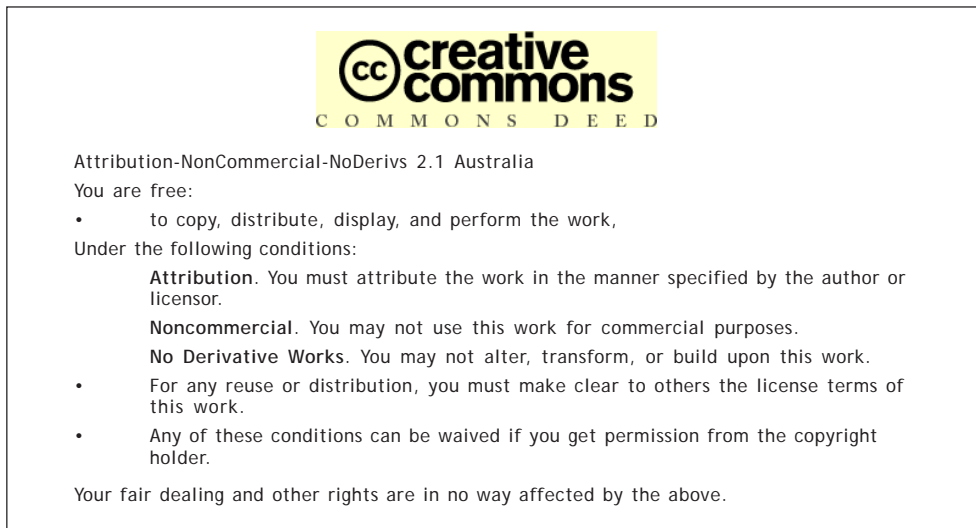 cc creative
commons
COMMONS DEED
Attribution-NonCommercial-NoDerivs 2.1 Australia
You are free:
• to copy, distribute, display, and perform the work,
Under the following conditions:
Attribution. You must attribute the work in the manner specified by the author or
licensor.
Noncommercial. You may not use this work for commercial purposes.
No Derivative Works. You may not alter, transform, or build upon this work.
• For any reuse or distribution, you must make clear to others the license terms of
this work.
• Any of these conditions can be waived if you get permission from the copyright
holder.
Your fair dealing and other rights are in no way affected by the above.